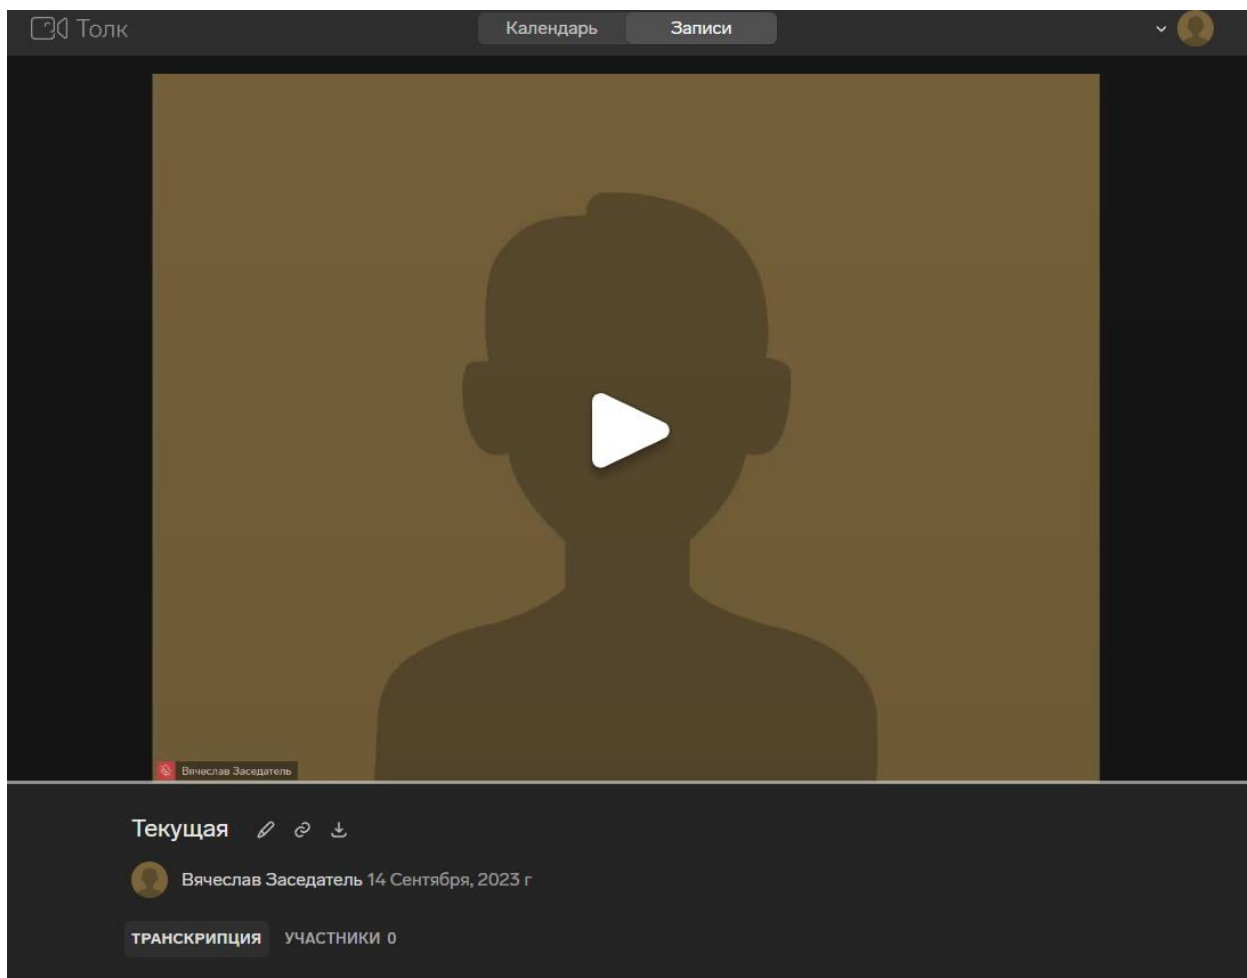 Толк
Календарь Записи
Вячеслав Заседатель
Текущая
Вячеслав Заседатель 14 Сентября, 2023 г
ТРАНСКРИПЦИЯ УЧАСТНИКИ 0